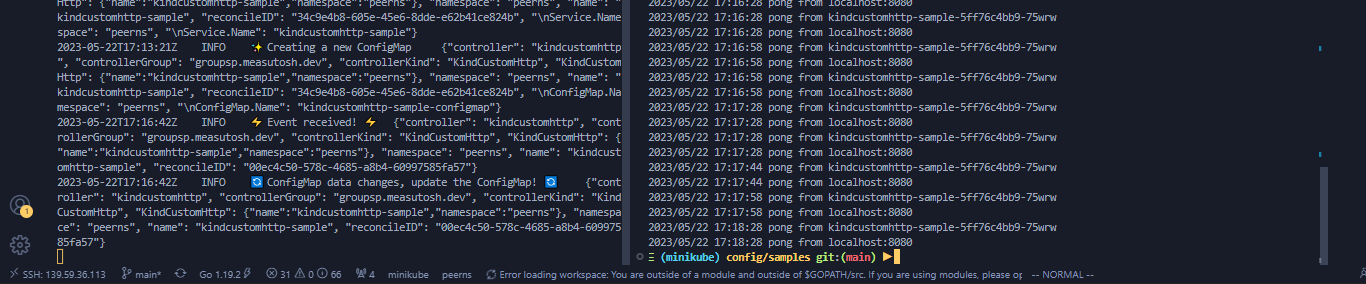 Http": {"name":"kindcustomhttp-sample","namespace":"peerns"}, "namespace": "peerns", "name": "
kindcustomhttp-sample", "reconcileID": "34c9e4b8-605e-45e6-8dde-e62b41ce824b", "\nService.Name
space": "peerns", "\nService.Name": "kindcustomhttp-sample"}
2023-05-22T17:13:21Z INFO ✨ Creating a new ConfigMap {"controller": "kindcustomhttp
", "controllerGroup": "groupsp.measutosh.dev", "controllerKind": "KindCustomHttp", "KindCustom
Http": {"name":"kindcustomhttp-sample","namespace":"peerns"}, "namespace": "peerns", "name": "
kindcustomhttp-sample", "reconcileID": "34c9e4b8-605e-45e6-8dde-e62b41ce824b", "\nConfigMap.Na
mespace": "peerns", "\nConfigMap.Name": "kindcustomhttp-sample-configmap"}
2023-05-22T17:16:42Z INFO ⚡ Event received! ⚡ {"controller": "kindcustomhttp", "cont
rollerGroup": "groupsp.measutosh.dev", "controllerKind": "KindCustomHttp", "KindCustomHttp": {
"name":"kindcustomhttp-sample","namespace":"peerns"}, "namespace": "peerns", "name": "kindcust
omhttp-sample", "reconcileID": "00ec4c50-578c-4685-a8b4-60997585fa57"}
2023-05-22T17:16:42Z INFO 🔄 ConfigMap data changes, update the ConfigMap! 🔄 {"cont
roller": "kindcustomhttp", "controllerGroup": "groupsp.measutosh.dev", "controllerKind": "Kind
CustomHttp", "KindCustomHttp": {"name":"kindcustomhttp-sample","namespace":"peerns"}, "namespa
ce": "peerns", "name": "kindcustomhttp-sample", "reconcileID": "00ec4c50-578c-4685-a8b4-609975
85fa57"}
2023/05/22 17:16:28 pong from localhost:8080
2023/05/22 17:16:28 pong from kindcustomhttp-sample-5ff76c4bb9-75wrw
2023/05/22 17:16:28 pong from localhost:8080
2023/05/22 17:16:58 pong from kindcustomhttp-sample-5ff76c4bb9-75wrw
2023/05/22 17:16:58 pong from localhost:8080
2023/05/22 17:16:58 pong from kindcustomhttp-sample-5ff76c4bb9-75wrw
2023/05/22 17:16:58 pong from localhost:8080
2023/05/22 17:17:28 pong from kindcustomhttp-sample-5ff76c4bb9-75wrw
2023/05/22 17:17:28 pong from localhost:8080
2023/05/22 17:17:28 pong from kindcustomhttp-sample-5ff76c4bb9-75wrw
2023/05/22 17:17:28 pong from localhost:8080
2023/05/22 17:17:44 pong from kindcustomhttp-sample-5ff76c4bb9-75wrw
2023/05/22 17:17:44 pong from localhost:8080
2023/05/22 17:17:58 pong from kindcustomhttp-sample-5ff76c4bb9-75wrw
2023/05/22 17:17:58 pong from localhost:8080
2023/05/22 17:18:28 pong from kindcustomhttp-sample-5ff76c4bb9-75wrw
2023/05/22 17:18:28 pong from localhost:8080
(minikube) config/samples git:(main)
1
SSH: 139.59.36.113 main* Go 1.19.2 31 0 66 4 minikube peerns Error loading workspace: You are outside of a module and outside of $GOPATH/src. If you are using modules, please op -- NORMAL --